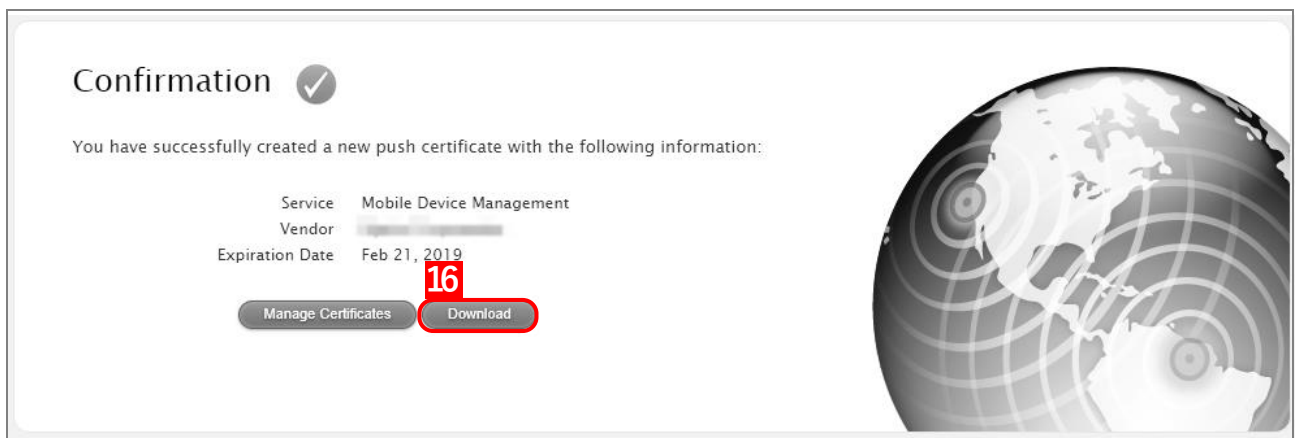 Confirmation
You have successfully created a new push certificate with the following information:
Service Mobile Device Management
Vendor
Expiration Date Feb 21, 2019
16
Manage Certificates Download